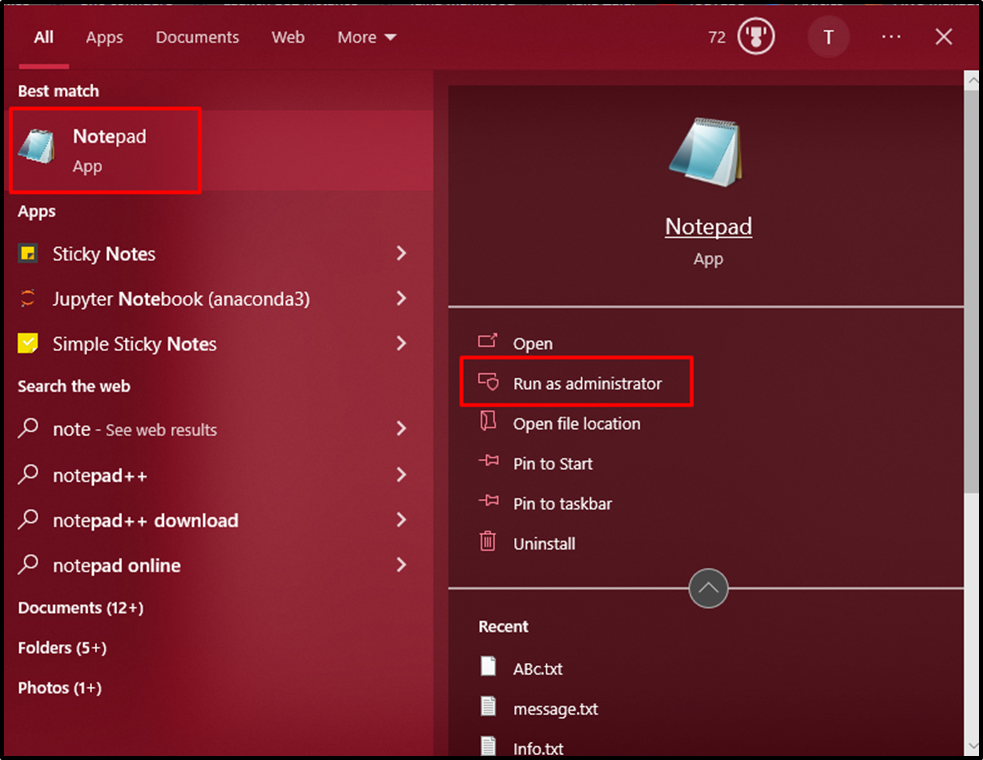 All Apps Documents Web More 72 T
Best match
Notepad
App
Apps
Sticky Notes
Jupyter Notebook (anaconda3)
Simple Sticky Notes
Search the web
note - See web results
notepad++
notepad++ download
notepad online
Documents (12+)
Folders (5+)
Photos (1+)
Notepad
App
Open
Run as administrator
Open file location
Pin to Start
Pin to taskbar
Uninstall
Recent
ABc.txt
message.txt
Info.txt